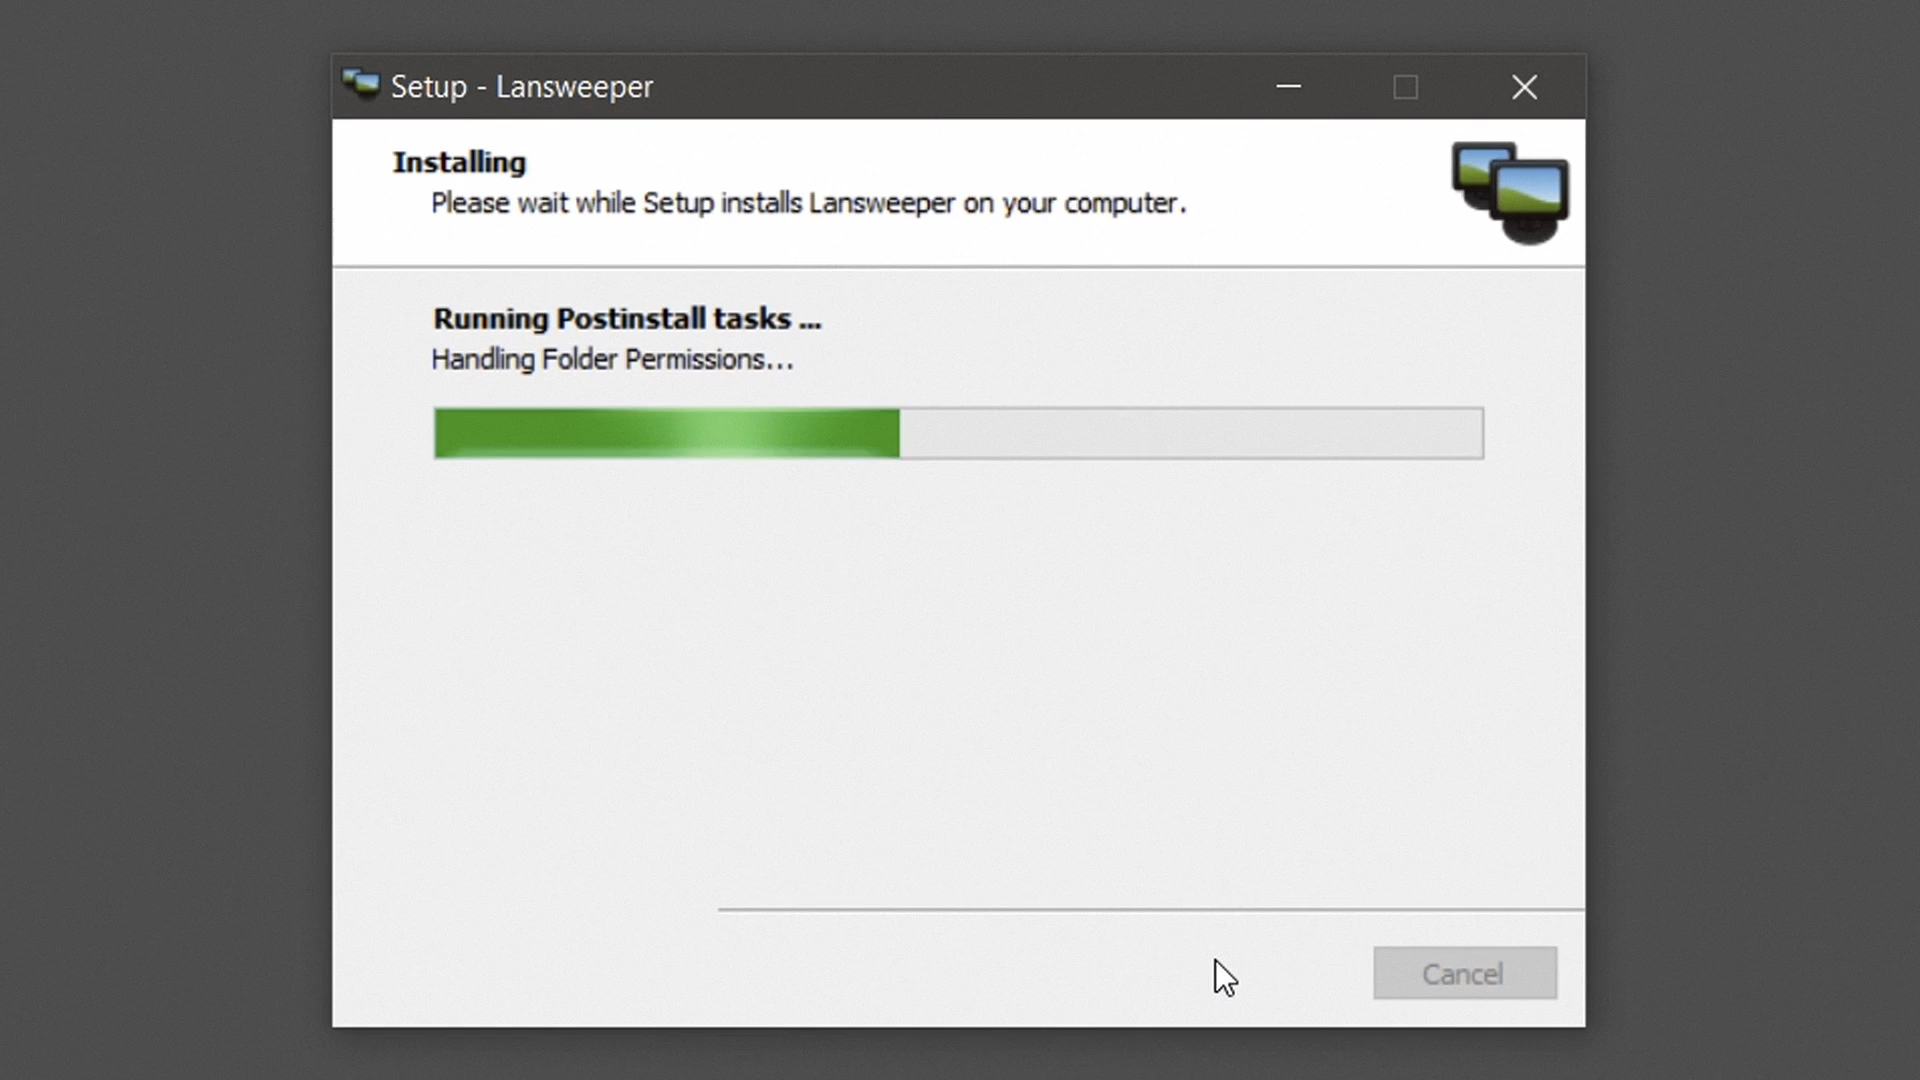 Setup - Lansweeper
Installing
Please wait while Setup installs Lansweeper on your computer.
Running Postinstall tasks ...
Handling Folder Permissions...
Cancel